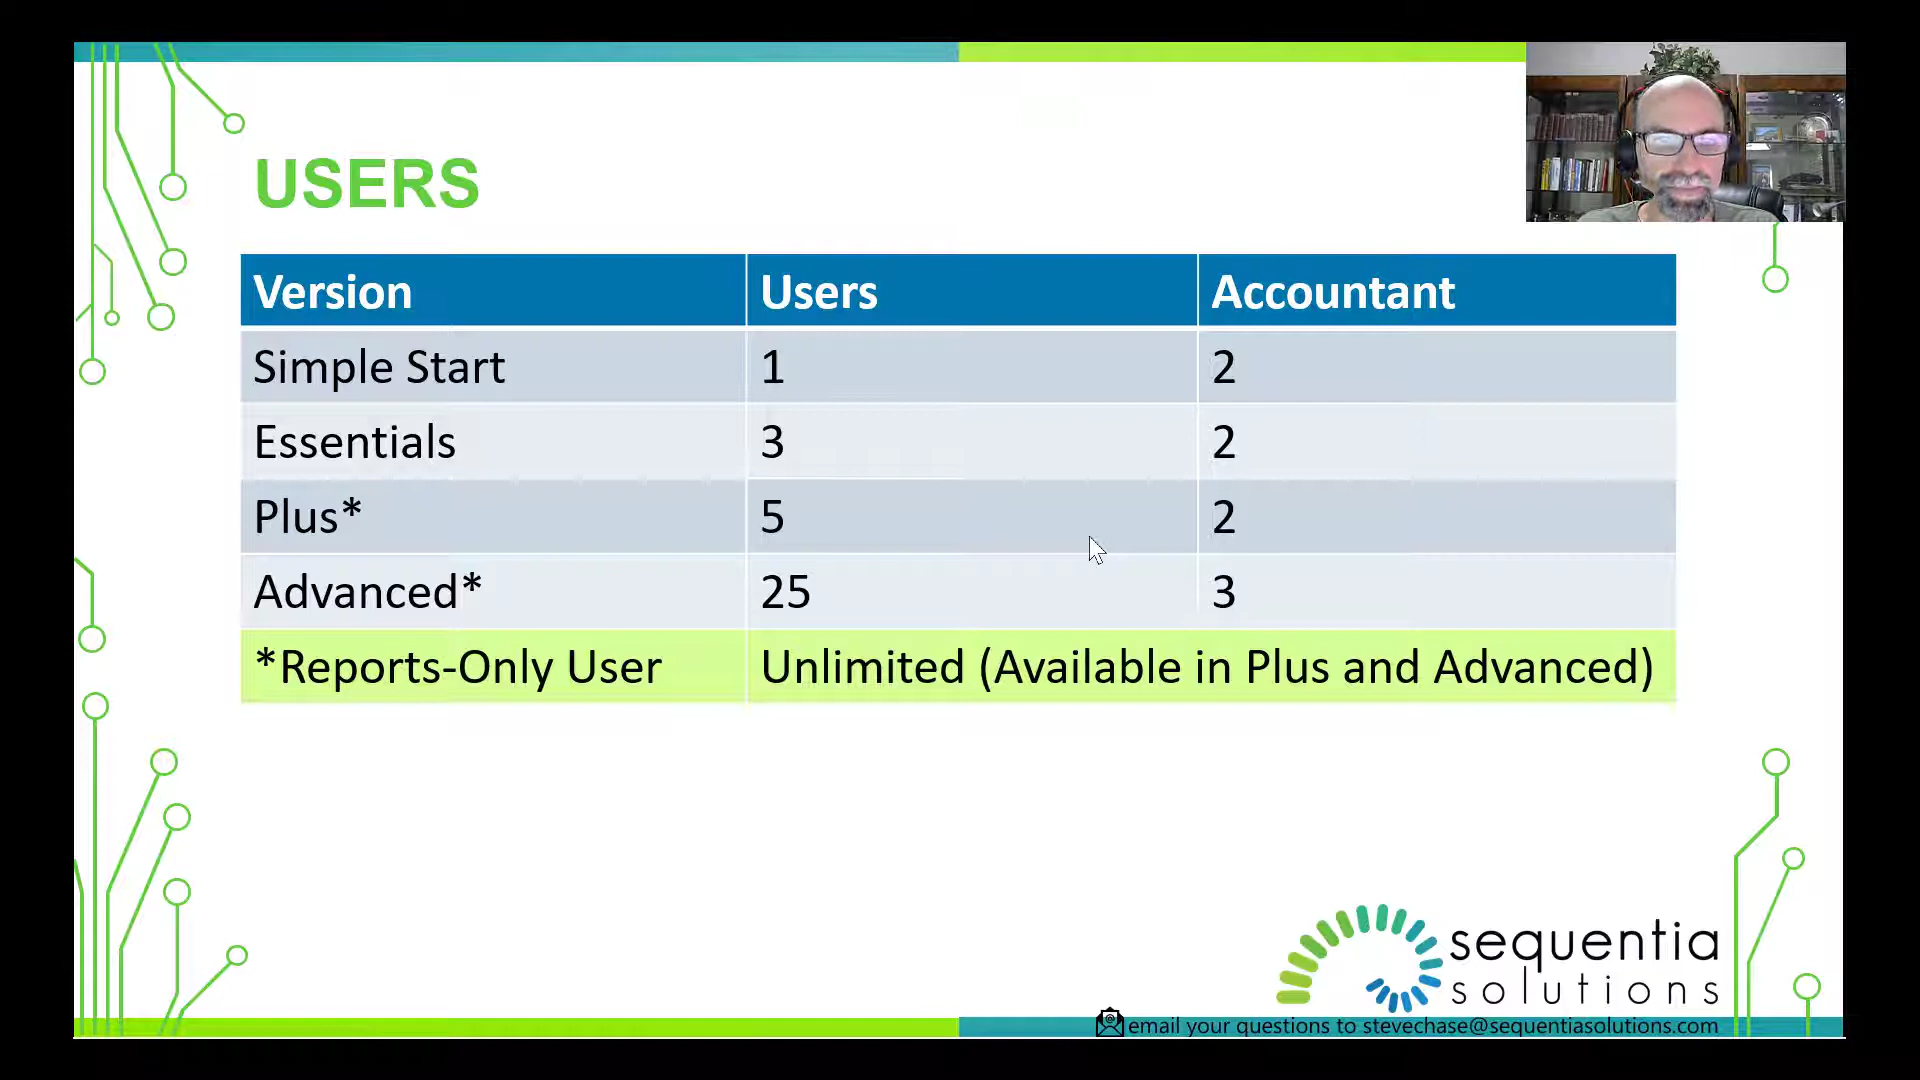 USERS
Version Users Accountant
Simple Start 1 2
Essentials 3 2
Plus* 5 2
Advanced* 25 3
*Reports-Only User Unlimited (Available in Plus and Advanced)
sequentia
solutions
email your questions to stevechase@sequentiasolutions.com